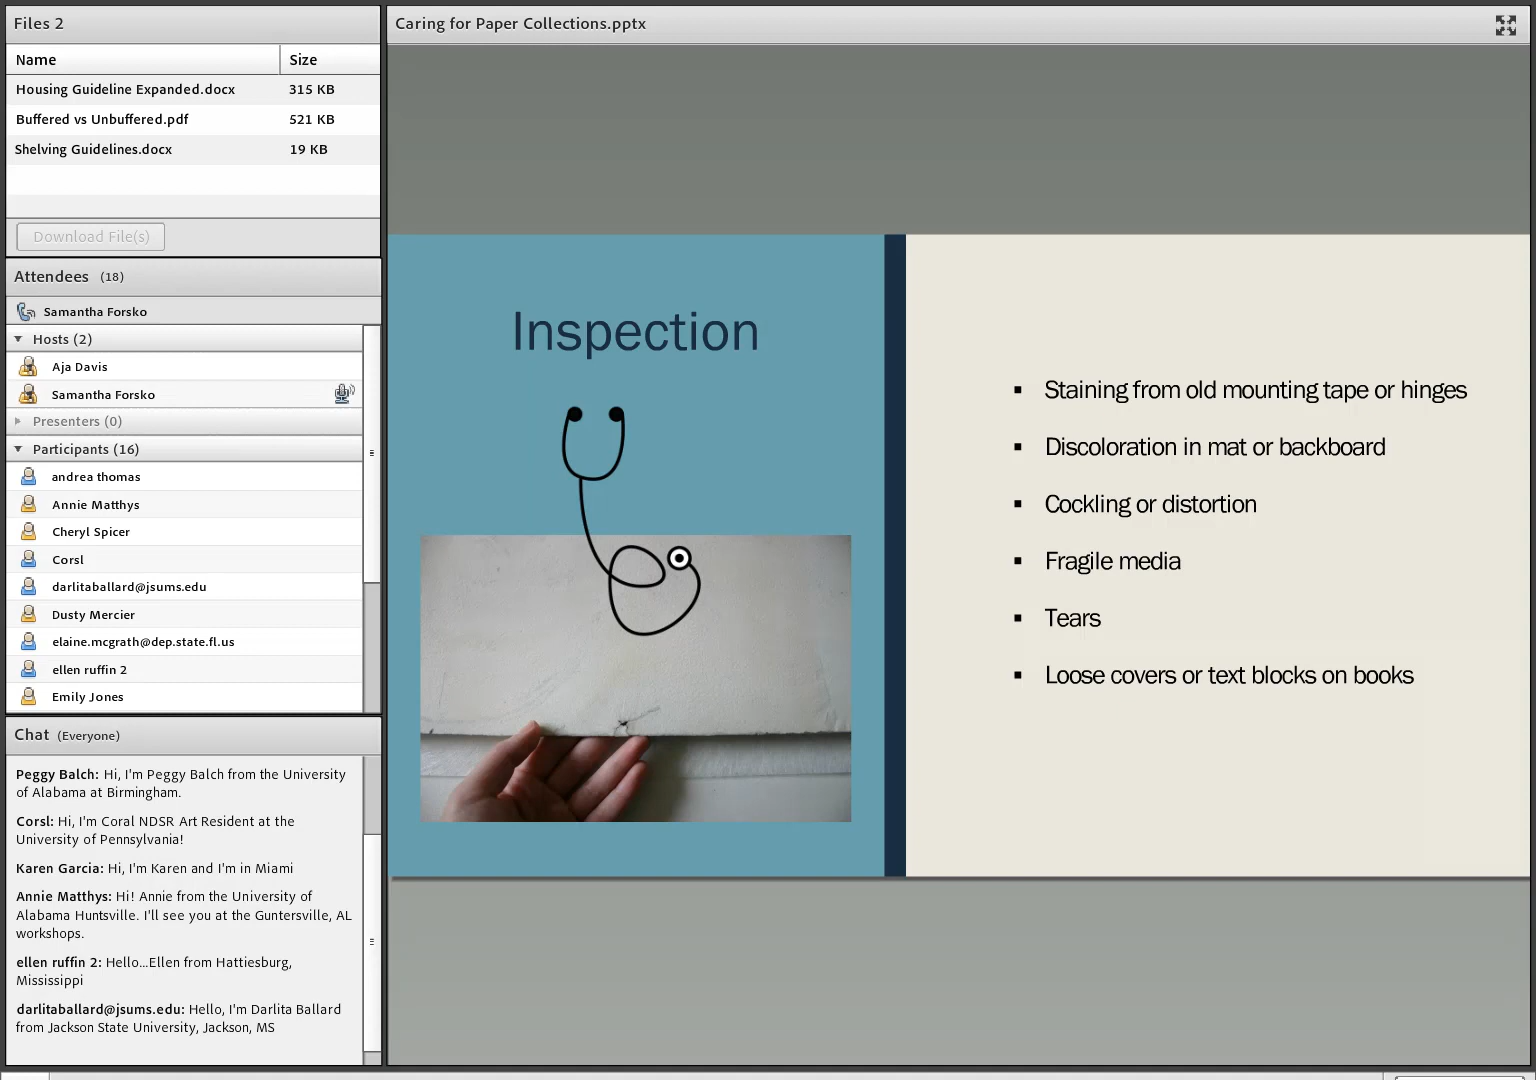 Files 2
Name Size
Housing Guideline Expanded.docx 315 KB
Buffered vs Unbuffered.pdf 521 KB
Shelving Guidelines.docx 19 KB
Download File(s)
Attendees (18)
Samantha Forsko
Hosts (2)
Aja Davis
Samantha Forsko
Presenters (0)
Participants (16)
andrea thomas
Annie Matthys
Cheryl Spicer
Corsl
darlitaballard@jsums.edu
Dusty Mercier
elaine.mcgrath@dep.state.fl.us
ellen ruffin 2
Emily Jones
Chat (Everyone)
Peggy Balch: Hi, I'm Peggy Balch from the University
of Alabama at Birmingham.
Corsl: Hi, I'm Coral NDSR Art Resident at the
University of Pennsylvania!
Karen Garcia: Hi, I'm Karen and I'm in Miami
Annie Matthys: Hi! Annie from the University of
Alabama Huntsville. I'll see you at the Guntersville, AL
workshops.
ellen ruffin 2: Hello...Ellen from Hattiesburg,
Mississippi
darlitaballard@jsums.edu: Hello, I'm Darlita Ballard
from Jackson State University, Jackson, MS
Caring for Paper Collections.pptx
Inspection
▪ Staining from old mounting tape or hinges
▪ Discoloration in mat or backboard
▪ Cockling or distortion
▪ Fragile media
▪ Tears
▪ Loose covers or text blocks on books